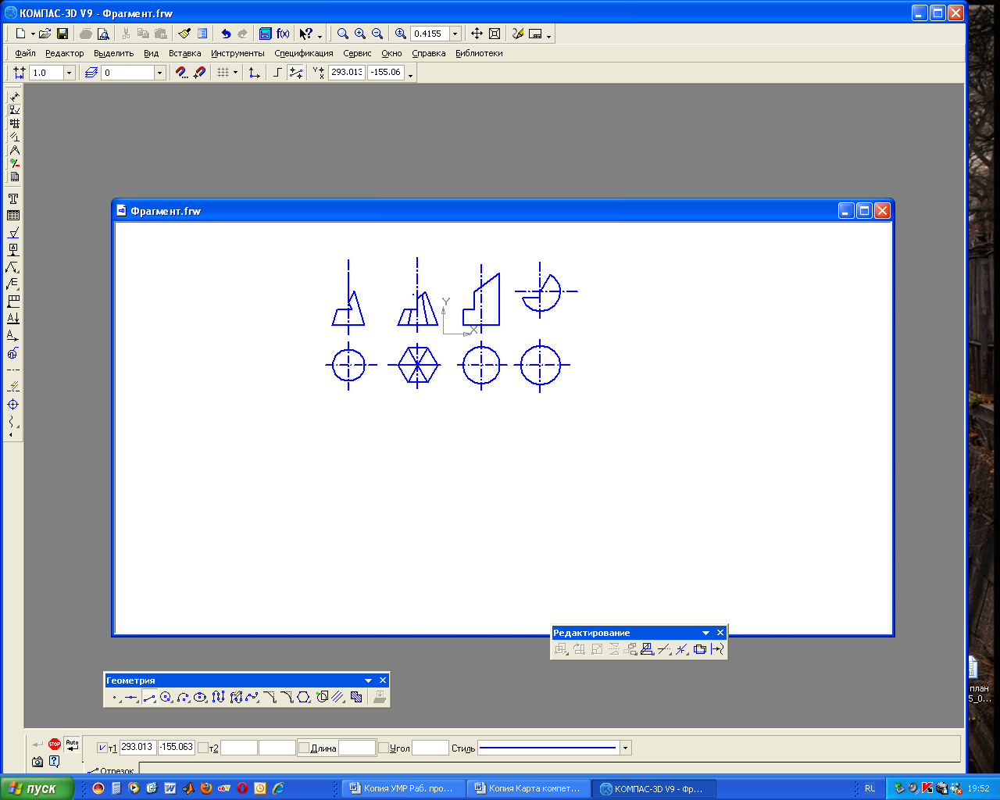 КОМПАС-3D V9 - Фрагмент.frw
0.4155
Файл Редактор Выделить Вид Вставка Инструменты Спецификация Сервис Окно Справка Библиотеки
1.0 0 293.013 -155.06
Фрагмент.frw
Y
X
Редактирование
Геометрия
план
5_0...
STOP Auto т1 293.013 -155.063 т2 Длина Угол Стиль
Отрезок
пуск Копия УМР Раб. про... Копия Карта компет... КОМПАС-3D V9 - Фр... RL 19:52